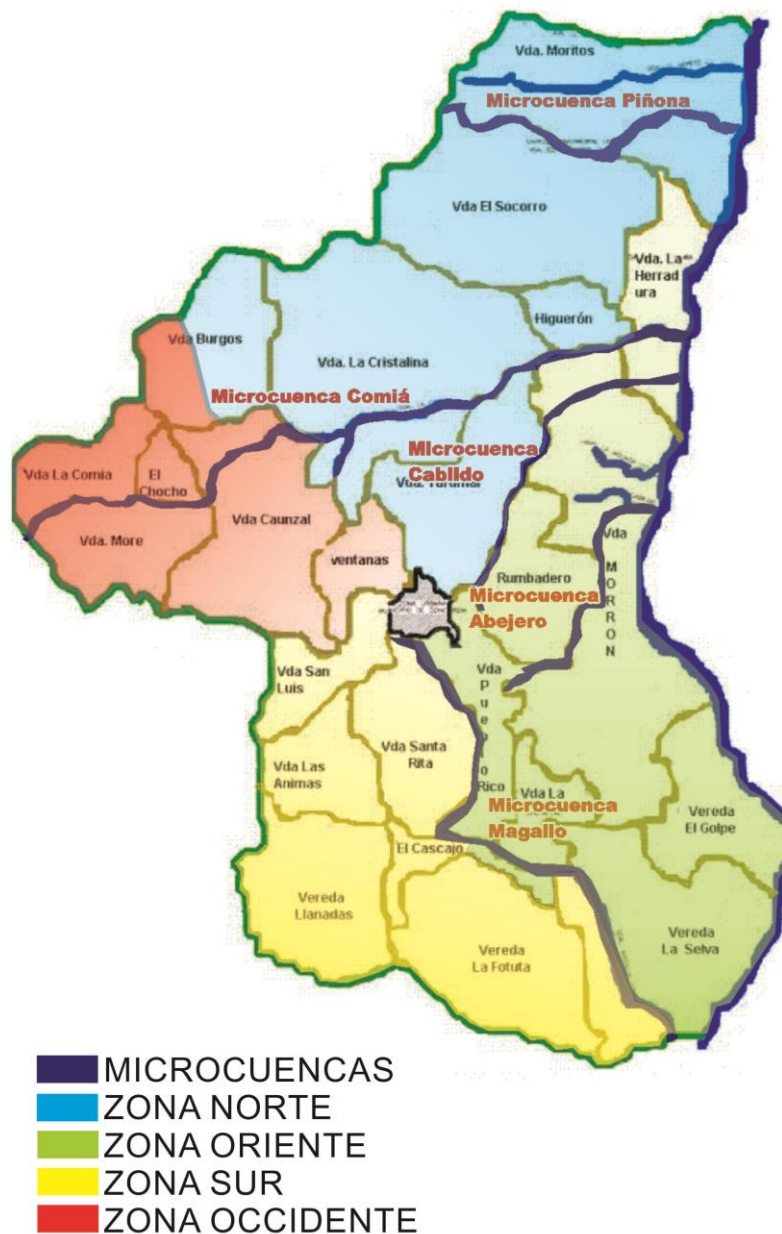 Vda. Moritos
Microcuenca Piñona
Vda El Socorro
Vda. La
Herrad
ura
Higuerón
Vda Burgos
Vda. La Cristalina
Microcuenca Comiá
Microcuenca
Cabildo
Vda La Comia
El
Chocho
Vda. More
Vda Caunzal
ventanas
Vda
MORRON
Rumbadero
Microcuenca
Abejero
Vda San
Luis
Vda
Rico
Vda Santa
Rita
Vda Las
Animas
Vda La
Microcuenca
Magallo
Vereda
El Golpe
El Cascajo
Vereda
Llanadas
Vereda
La Fotuta
Vereda
La Selva
MICROCUENCAS
ZONA NORTE
ZONA ORIENTE
ZONA SUR
ZONA OCCIDENTE